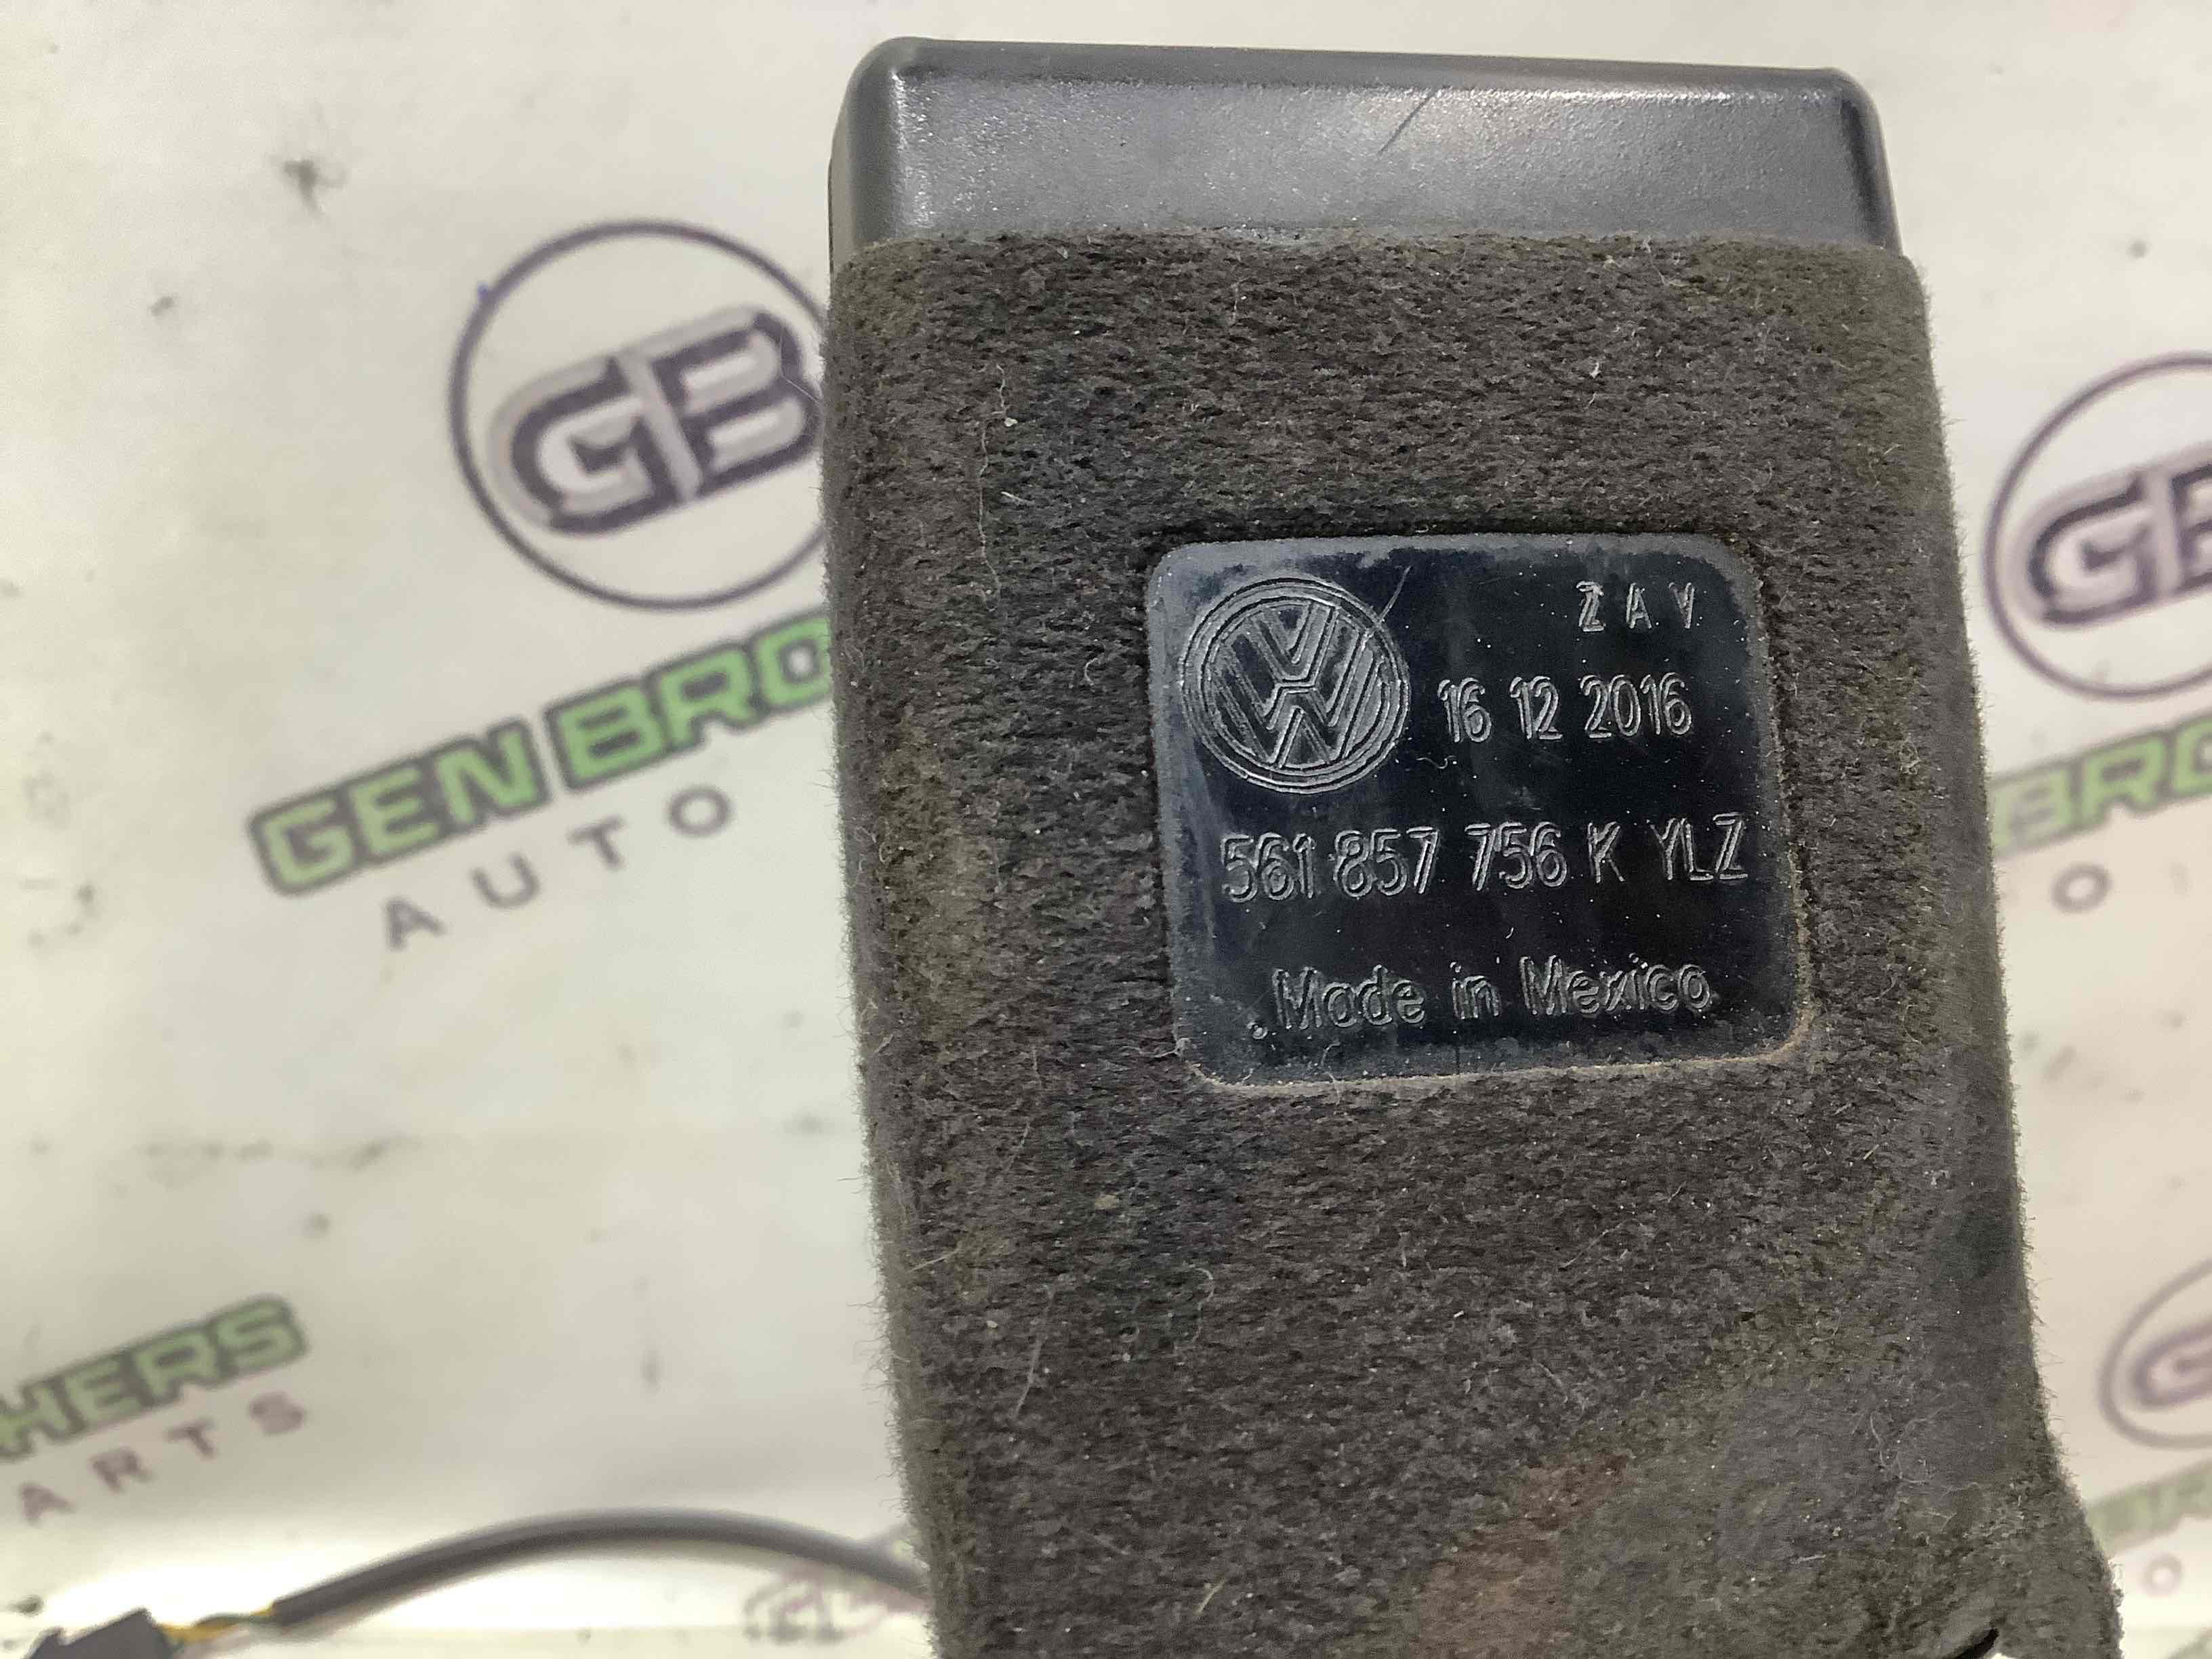 GB
GEN BRO
AUTO
HERS
ARTS
ZAV
16 12 2016
561 857 756 K YLZ
Made in Mexico
GB
BRO
O